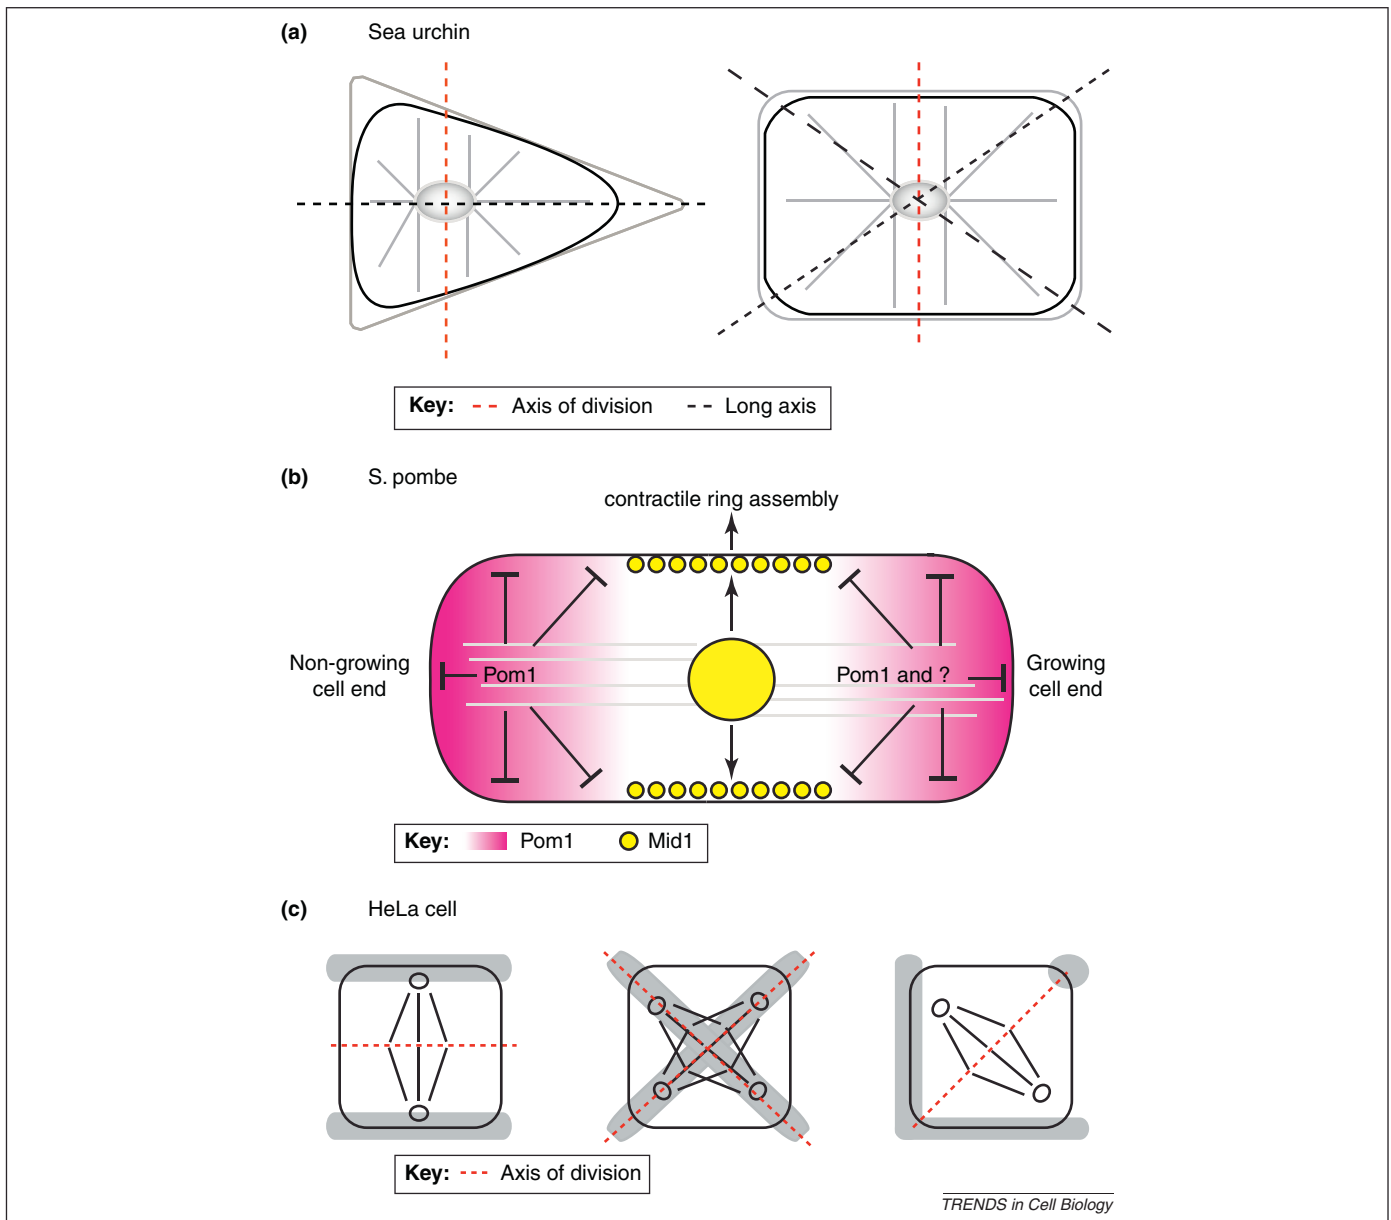 (a) Sea urchin
Key: Axis of division Long axis
(b) S. pombe
contractile ring assembly
Non-growing
cell end
Pom1
Pom1 and ?
Growing
cell end
Key: Pom1 Mid1
(c) HeLa cell
Key: Axis of division
TRENDS in Cell Biology